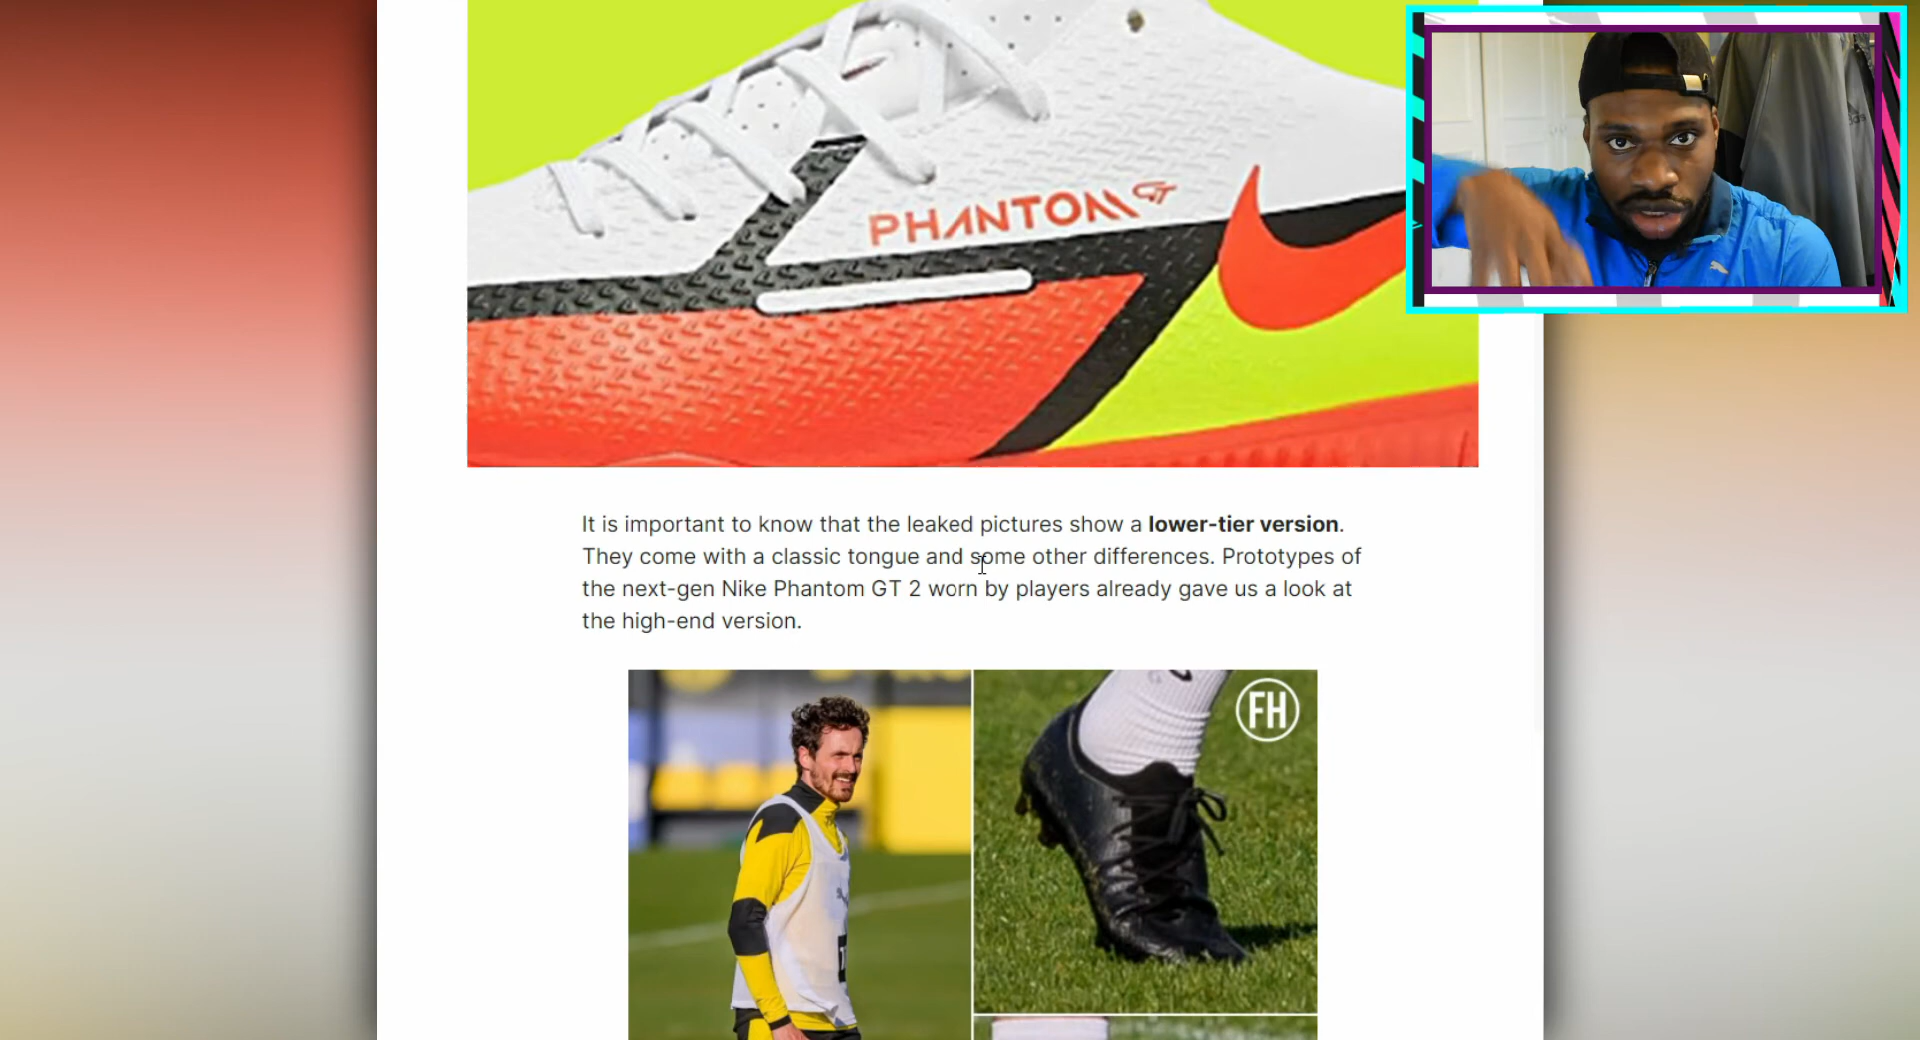 PHANTOM GT
It is important to know that the leaked pictures show a lower-tier version.
They come with a classic tongue and some other differences. Prototypes of
the next-gen Nike Phantom GT 2 worn by players already gave us a look at
the high-end version.
FH